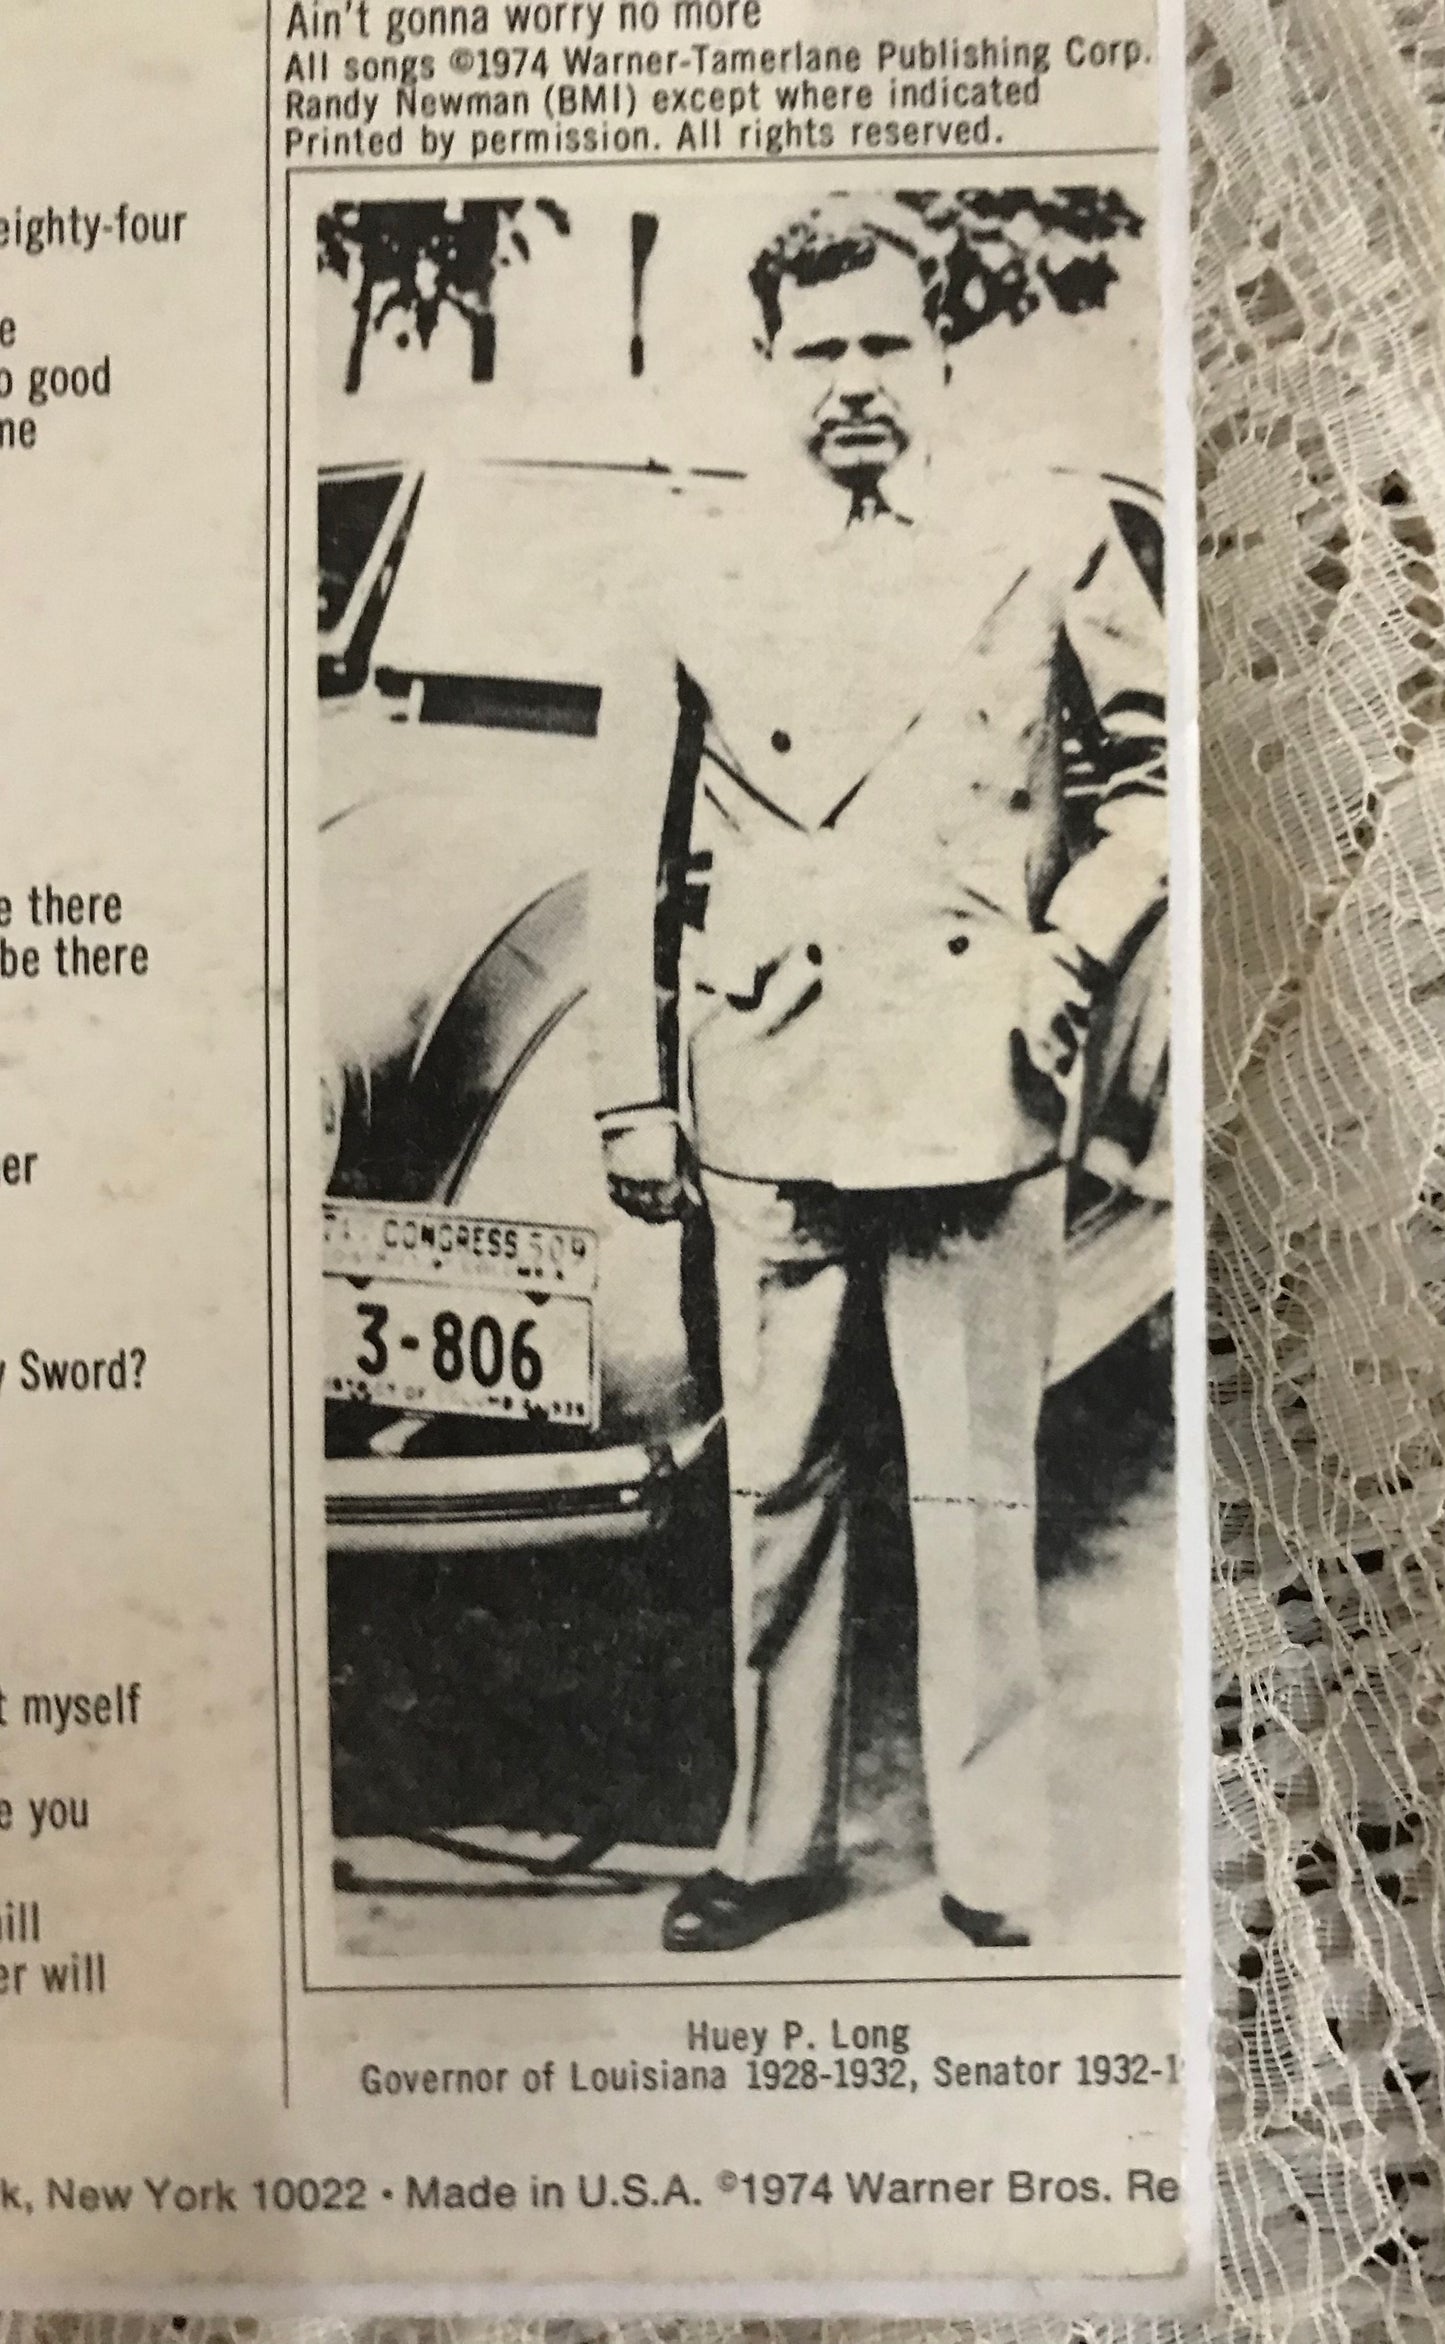 Ain't gonna worry no more
All songs ©1974 Warner-Tamerlane Publishing Corp.
Randy Newman (BMI) except where indicated
Printed by permission. All rights reserved.
eighty-four
e
o good
me
e there
be there
er
y Sword?
t myself
e you
ill
er will
CONGRESS 509
3-806
Huey P. Long
Governor of Louisiana 1928-1932, Senator 1932-1
k, New York 10022 • Made in U.S.A. ©1974 Warner Bros. Re